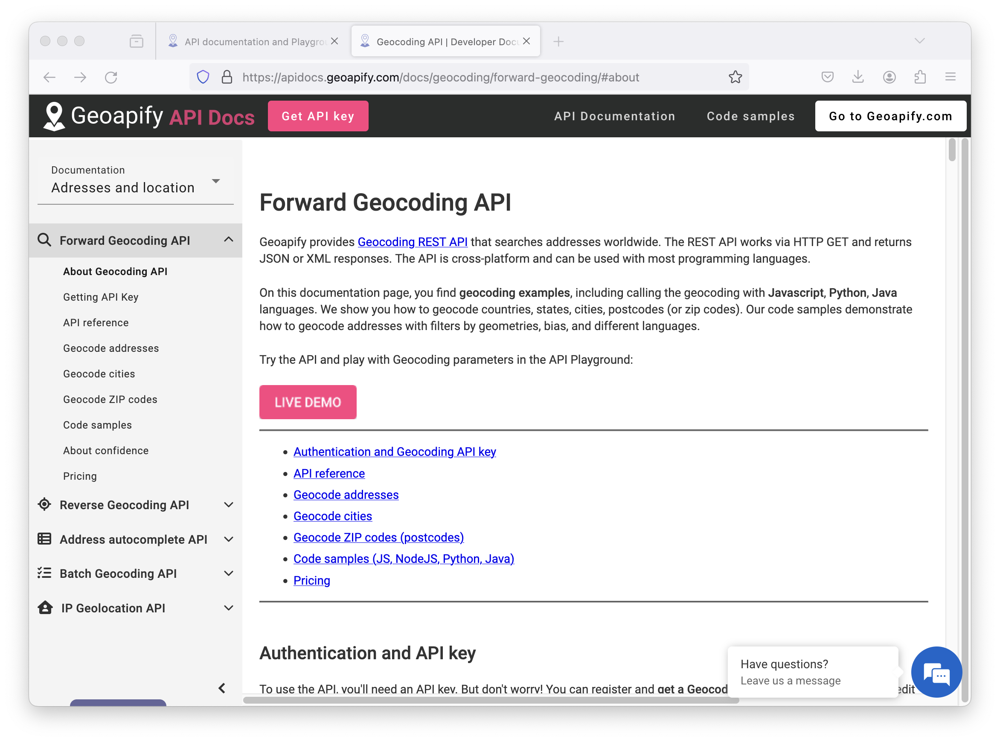 API documentation and Playgrou
Geocoding API | Developer Docu
https://apidocs.geoapify.com/docs/geocoding/forward-geocoding/#about
Geoapify API Docs
Get API key
API Documentation
Code samples
Go to Geoapify.com
Documentation
Adresses and location
Forward Geocoding API
About Geocoding API
Getting API Key
API reference
Geocode addresses
Geocode cities
Geocode ZIP codes
Code samples
About confidence
Pricing
Reverse Geocoding API
Address autocomplete API
Batch Geocoding API
IP Geolocation API
Forward Geocoding API
Geoapify provides Geocoding REST API that searches addresses worldwide. The REST API works via HTTP GET and returns
JSON or XML responses. The API is cross-platform and can be used with most programming languages.
On this documentation page, you find geocoding examples, including calling the geocoding with Javascript, Python, Java
languages. We show you how to geocode countries, states, cities, postcodes (or zip codes). Our code samples demonstrate
how to geocode addresses with filters by geometries, bias, and different languages.
Try the API and play with Geocoding parameters in the API Playground:
LIVE DEMO
Authentication and Geocoding API key
API reference
Geocode addresses
Geocode cities
Geocode ZIP codes (postcodes)
Code samples (JS, NodeJS, Python, Java)
Pricing
Authentication and API key
To use the API, you'll need an API key. But don't worry! You can register and get a Geocod
edit
Have questions?
Leave us a message